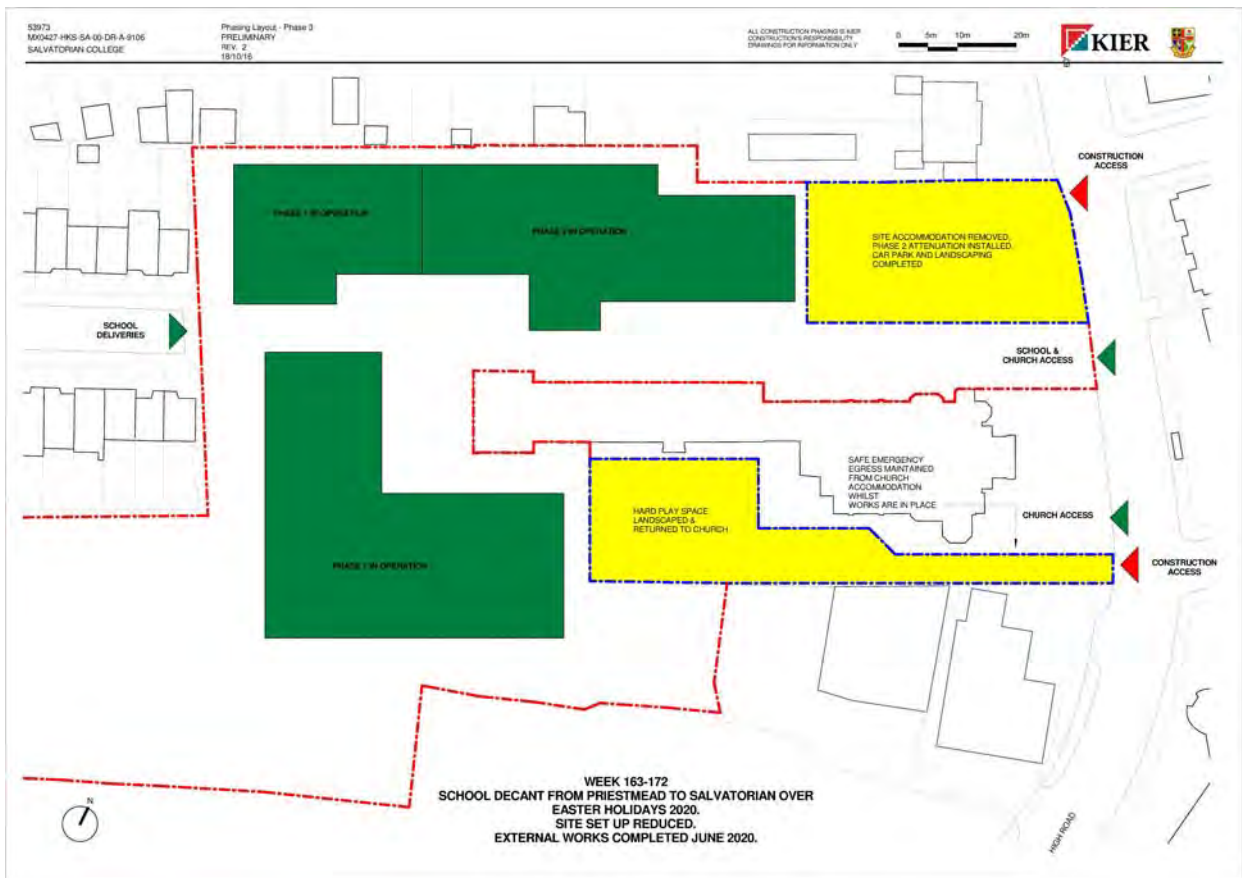 53973
MX0427-HKS-SA-00-DR-A-9106
SALVATORIAN COLLEGE
Phasing Layout - Phase 3
PRELIMINARY
REV. 2
18/10/16
ALL CONSTRUCTION PHASING IS KIER
CONSTRUCTION'S RESPONSIBILITY
DRAWINGS FOR INFORMATION ONLY
0 5m 10m 20m
KIER
CONSTRUCTION
ACCESS
PHASE 1 IN OPERATION
PHASE 2 IN OPERATION
SITE ACCOMMODATION REMOVED,
PHASE 2 ATTENUATION INSTALLED,
CAR PARK AND LANDSCAPING
COMPLETED
SCHOOL
DELIVERIES
SCHOOL &
CHURCH ACCESS
SAFE EMERGENCY
EGRESS MAINTAINED
FROM CHURCH
ACCOMMODATION
WHILST
WORKS ARE IN PLACE
HARD PLAY SPACE
LANDSCAPED &
RETURNED TO CHURCH
CHURCH ACCESS
PHASE 1 IN OPERATION
CONSTRUCTION
ACCESS
WEEK 163-172
SCHOOL DECANT FROM PRIESTMEAD TO SALVATORIAN OVER
EASTER HOLIDAYS 2020.
SITE SET UP REDUCED.
EXTERNAL WORKS COMPLETED JUNE 2020.
N
HIGH ROAD